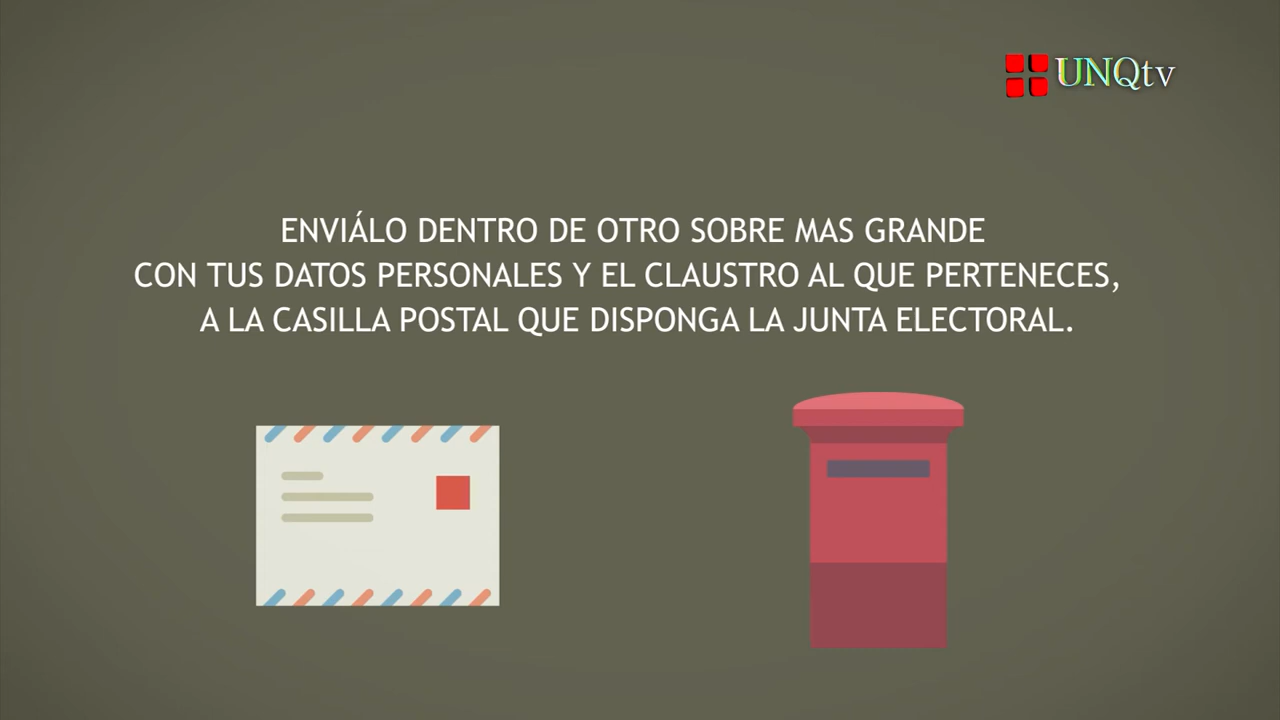 UNQtv
ENVIÁLO DENTRO DE OTRO SOBRE MAS GRANDE
CON TUS DATOS PERSONALES Y EL CLAUSTRO AL QUE PERTENECES,
A LA CASILLA POSTAL QUE DISPONGA LA JUNTA ELECTORAL.